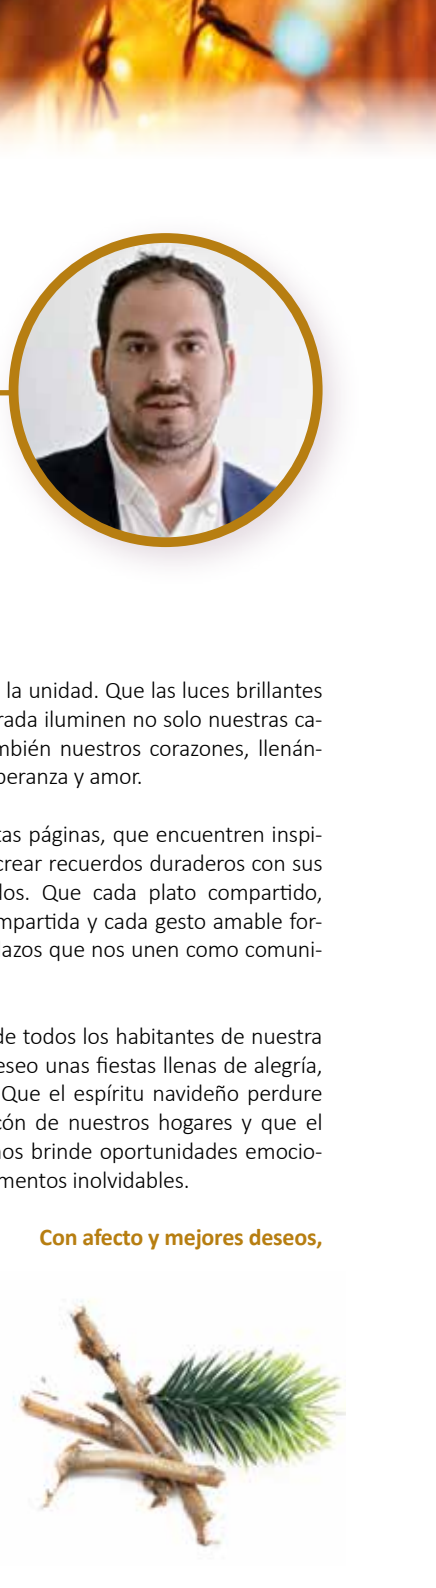 la unidad. Que las luces brillantes
rada iluminen no solo nuestras ca-
mbién nuestros corazones, llenán-
peranza y amor.
tas páginas, que encuentren inspi-
crear recuerdos duraderos con sus
dos. Que cada plato compartido,
mpartida y cada gesto amable for-
lazos que nos unen como comuni-
de todos los habitantes de nuestra
eseo unas fiestas llenas de alegría,
Que el espíritu navideño perdure
cón de nuestros hogares y que el
nos brinde oportunidades emocio-
mentos inolvidables.
Con afecto y mejores deseos,